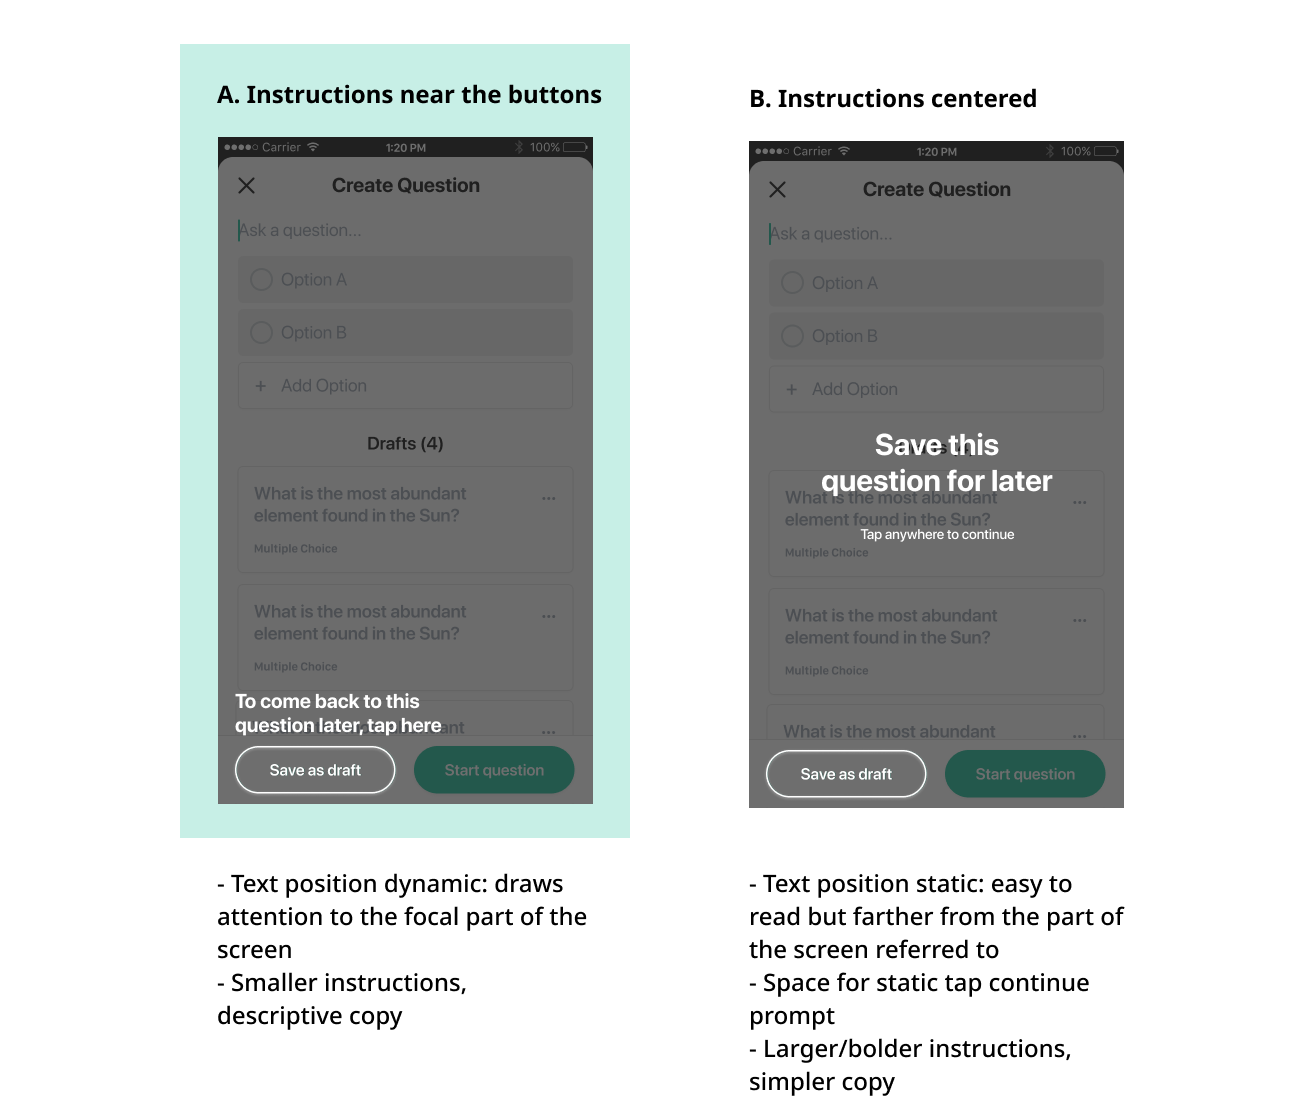 A. Instructions near the buttons
Carrier 1:20 PM 100%
Create Question
Ask a question...
Option A
Option B
+ Add Option
Drafts (4)
What is the most abundant
element found in the Sun?
Multiple Choice
What is the most abundant
element found in the Sun?
Multiple Choice
To come back to this
question later, tap here
Save as draft
Start question
- Text position dynamic: draws
attention to the focal part of the
screen
- Smaller instructions,
descriptive copy
B. Instructions centered
Carrier 1:20 PM 100%
Create Question
Ask a question...
Option A
Option B
+ Add Option
Save this
question for later
What is the most abundant
element found in the Sun?
Tap anywhere to continue
Multiple Choice
What is the most abundant
element found in the Sun?
Multiple Choice
What is the most abundant
Save as draft
Start question
- Text position static: easy to
read but farther from the part of
the screen referred to
- Space for static tap continue
prompt
- Larger/bolder instructions,
simpler copy